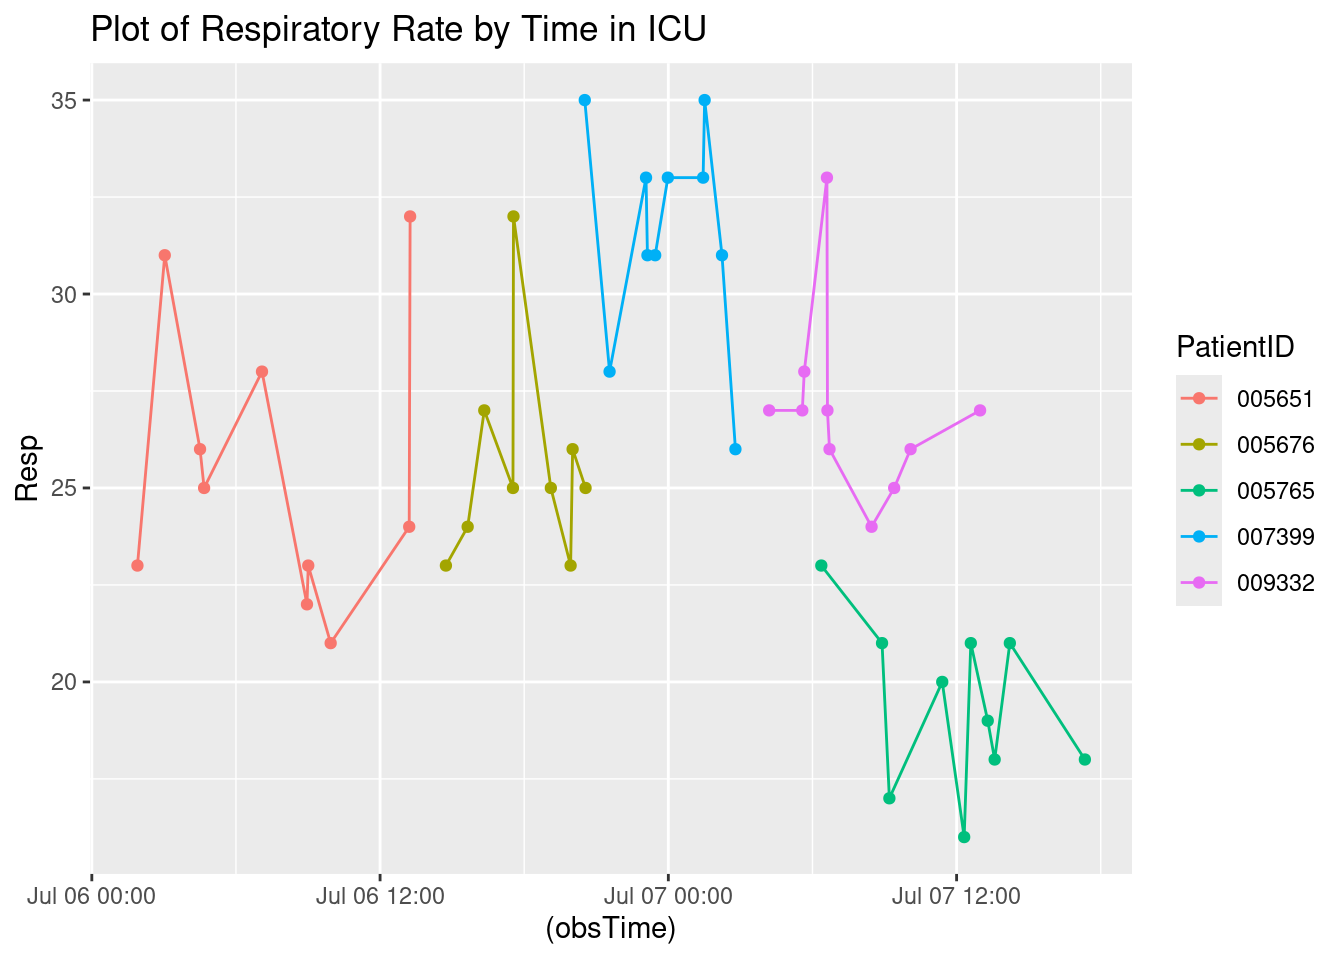 Plot of Respiratory Rate by Time in ICU
35
30
25
20
Resp
Jul 06 00:00
Jul 06 12:00
Jul 07 00:00
Jul 07 12:00
(obsTime)
PatientID
005651
005676
005765
007399
009332